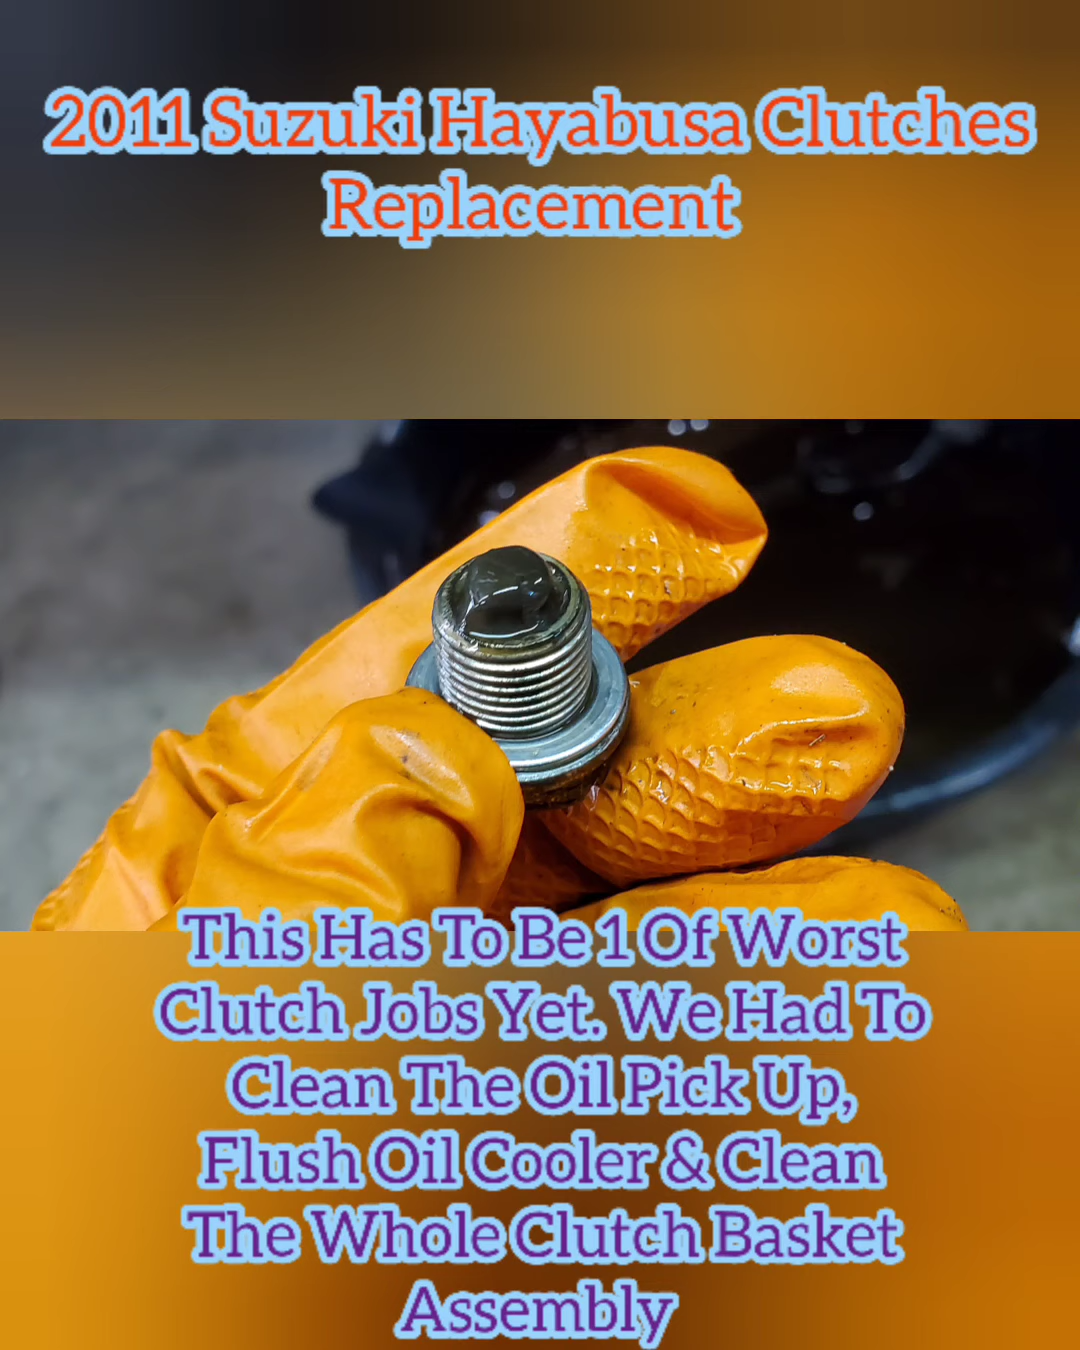 2011 Suzuki Hayabusa Clutches
Replacement
This Has To Be 1 Of Worst
Clutch Jobs Yet. We Had To
Clean The Oil Pick Up,
Flush Oil Cooler & Clean
The Whole Clutch Basket
Assembly